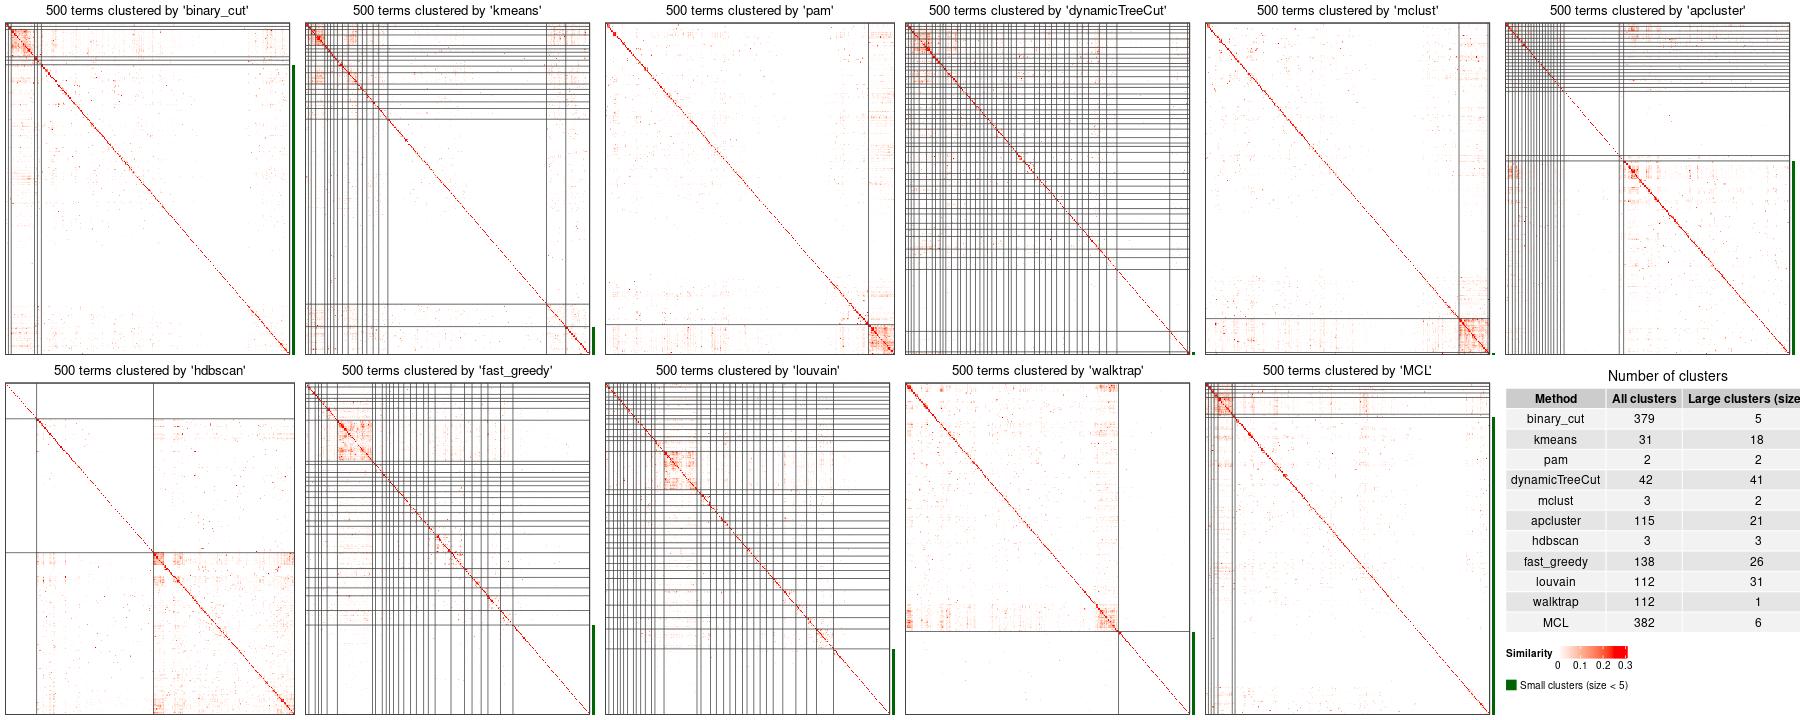 500 terms clustered by 'binary_cut'
500 terms clustered by 'kmeans'
500 terms clustered by 'pam'
500 terms clustered by 'dynamicTreeCut'
500 terms clustered by 'mclust'
500 terms clustered by 'apcluster'
500 terms clustered by 'hdbscan'
500 terms clustered by 'fast_greedy'
500 terms clustered by 'louvain'
500 terms clustered by 'walktrap'
500 terms clustered by 'MCL'
Number of clusters
Method All clusters Large clusters (size
binary_cut 379 5
kmeans 31 18
pam 2 2
dynamicTreeCut 42 41
mclust 3 2
apcluster 115 21
hdbscan 3 3
fast_greedy 138 26
louvain 112 31
walktrap 112 1
MCL 382 6
Similarity
0 0.1 0.2 0.3
Small clusters (size < 5)